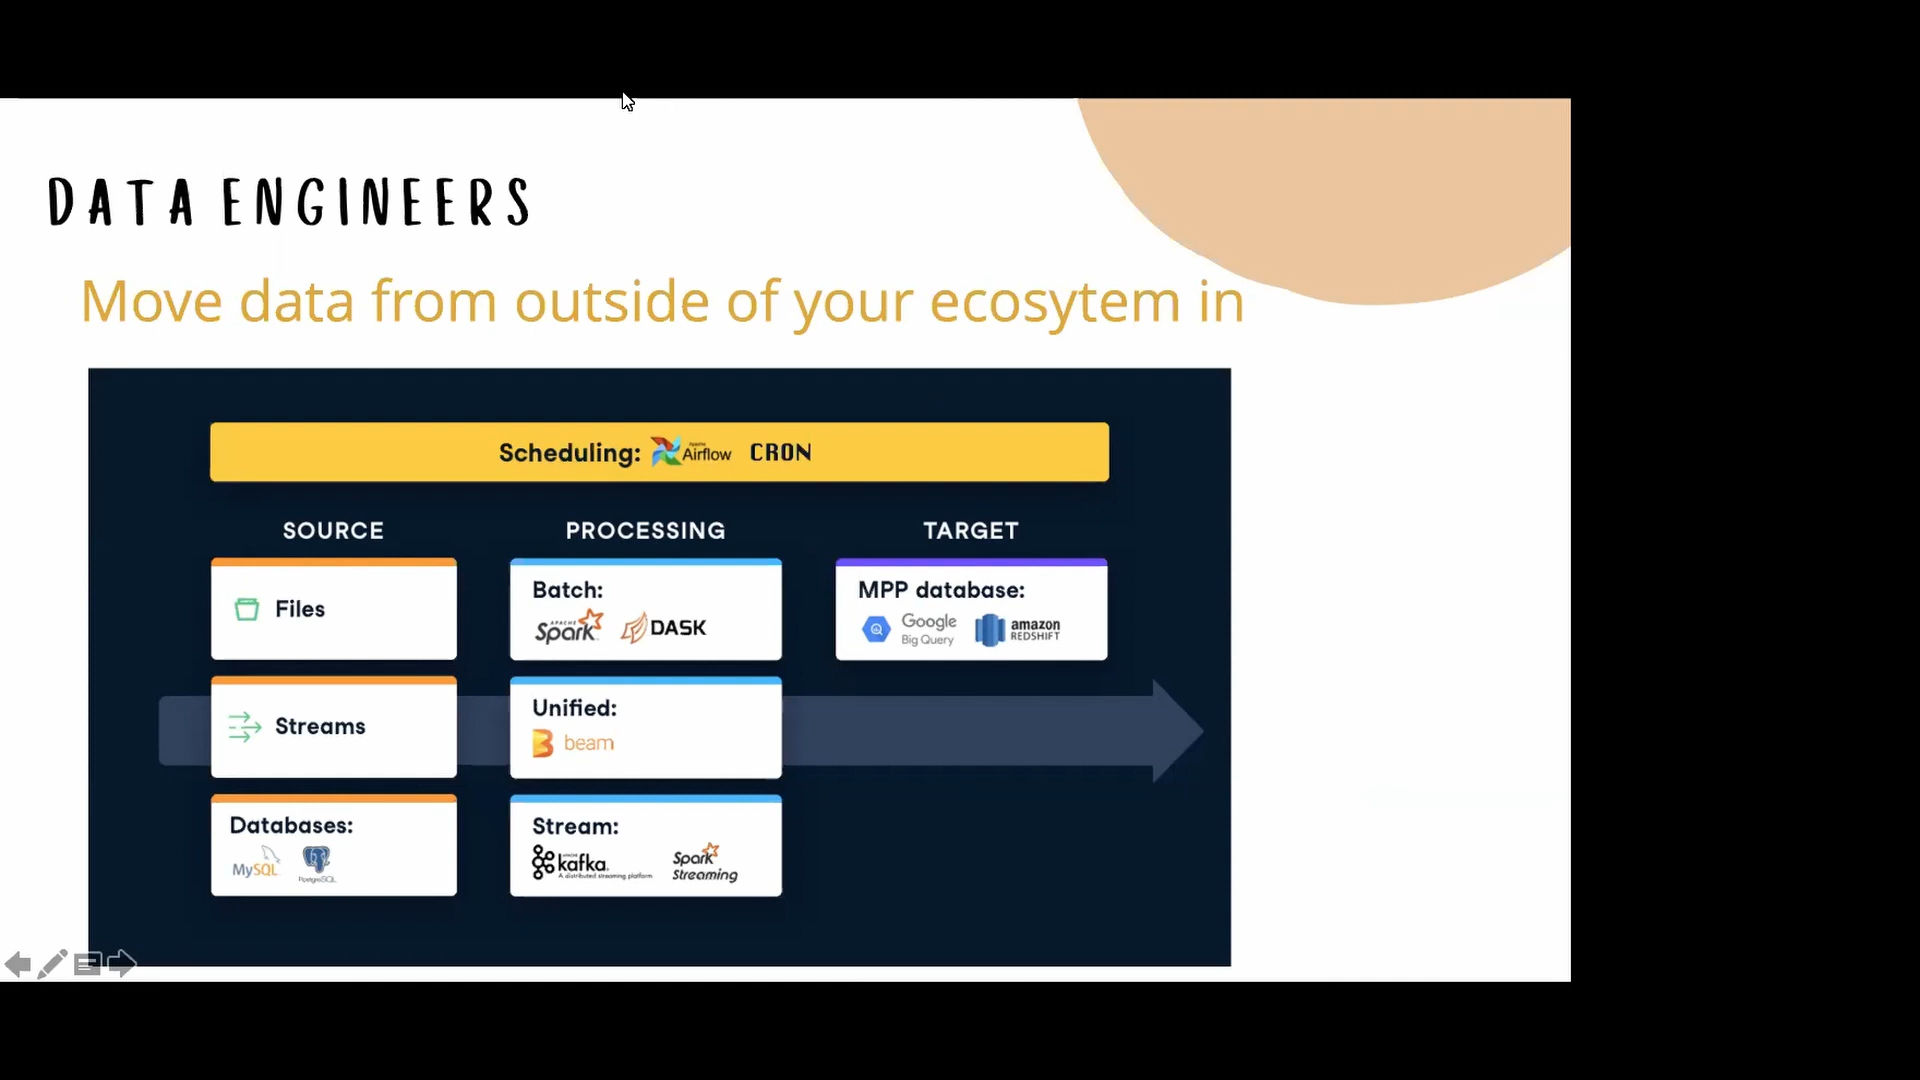 DATA ENGINEERS
Move data from outside of your ecosytem in
Scheduling: Apache Airflow CRON
SOURCE
PROCESSING
TARGET
Files
Batch:
APACHE Spark DASK
MPP database:
Google Big Query amazon REDSHIFT
Streams
Unified:
beam
Databases:
MySQL PostgreSQL
Stream:
APACHE kafka A distributed streaming platform Spark Streaming